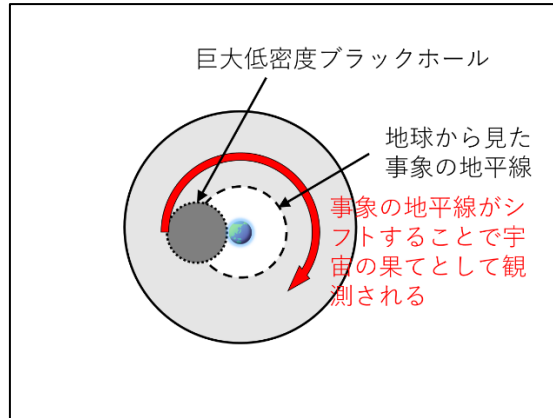 巨大低密度ブラックホール
地球から見た
事象の地平線
事象の地平線がシ
フトすることで宇
宙の果てとして観
測される